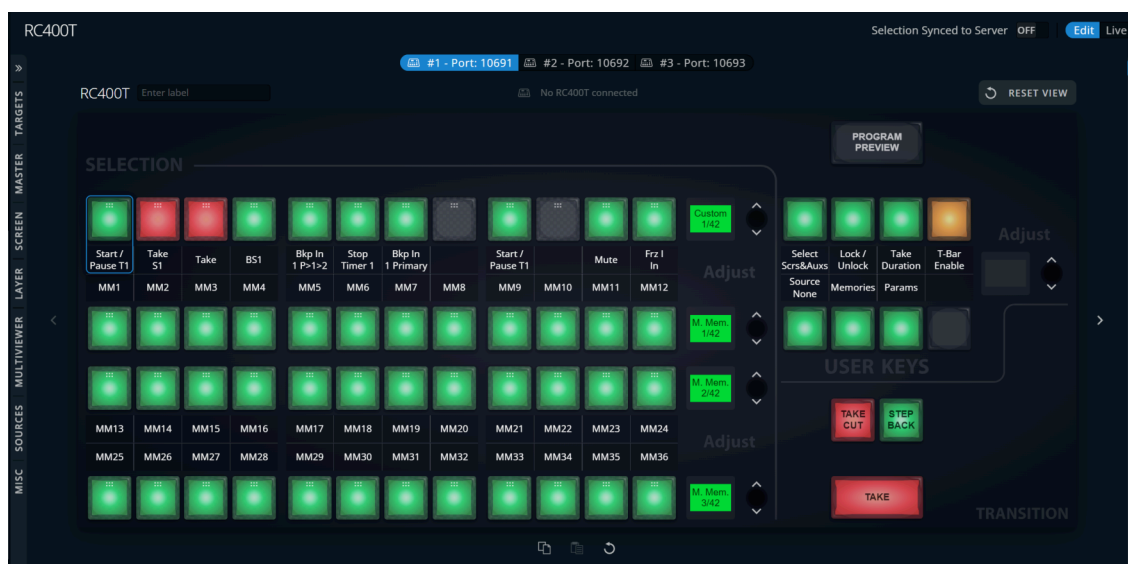 RC400T
Selection Synced to Server OFF Edit Live
#1 - Port: 10691 #2 - Port: 10692 #3 - Port: 10693
RC400T Enter label No RC400T connected RESET VIEW
TARGETS
MASTER
SCREEN
LAYER
MULTIVIEWER
SOURCES
MISC
PROGRAM
PREVIEW
SELECTION
Custom
1/42
Adjust
Start /
Pause T1
Take
S1
Take
BS1
Bkp In
1 P>1>2
Stop
Timer 1
Bkp In
1 Primary
Start /
Pause T1
Mute
Frz I
In
MM1 MM2 MM3 MM4 MM5 MM6 MM7 MM8 MM9 MM10 MM11 MM12
Adjust
M. Mem.
1/42
M. Mem.
2/42
MM13 MM14 MM15 MM16 MM17 MM18 MM19 MM20 MM21 MM22 MM23 MM24
MM25 MM26 MM27 MM28 MM29 MM30 MM31 MM32 MM33 MM34 MM35 MM36
Adjust
M. Mem.
3/42
Select
Scrs&Auxs
Lock /
Unlock
Take
Duration
T-Bar
Enable
Source
None
Memories
Params
USER KEYS
TAKE
CUT
STEP
BACK
TAKE
TRANSITION